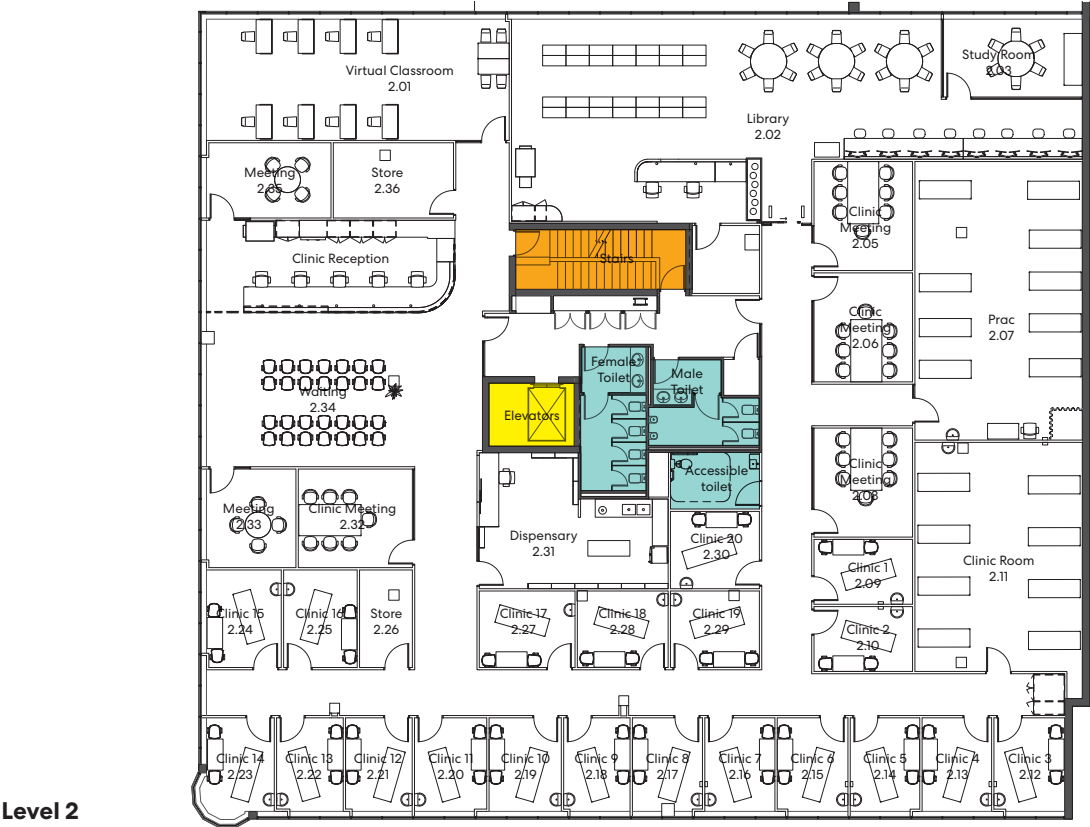 Virtual Classroom
2.01
Study Room
2.03
Library
2.02
Meeting
2.35
Store
2.36
Clinic
Meeting
2.05
Clinic Reception
Stairs
Clinic
Meeting
2.06
Prac
2.07
Female
Toilet
Male
Toilet
Waiting
2.34
Elevators
Clinic
Meeting
2.08
Accessible
toilet
Meeting
2.33
Clinic Meeting
2.32
Dispensary
2.31
Clinic 20
2.30
Clinic Room
2.11
Clinic 1
2.09
Clinic 15
2.24
Clinic 16
2.25
Store
2.26
Clinic 17
2.27
Clinic 18
2.28
Clinic 19
2.29
Clinic 2
2.10
Clinic 14
2.23
Clinic 13
2.22
Clinic 12
2.21
Clinic 11
2.20
Clinic 10
2.19
Clinic 9
2.18
Clinic 8
2.17
Clinic 7
2.16
Clinic 6
2.15
Clinic 5
2.14
Clinic 4
2.13
Clinic 3
2.12
Level 2